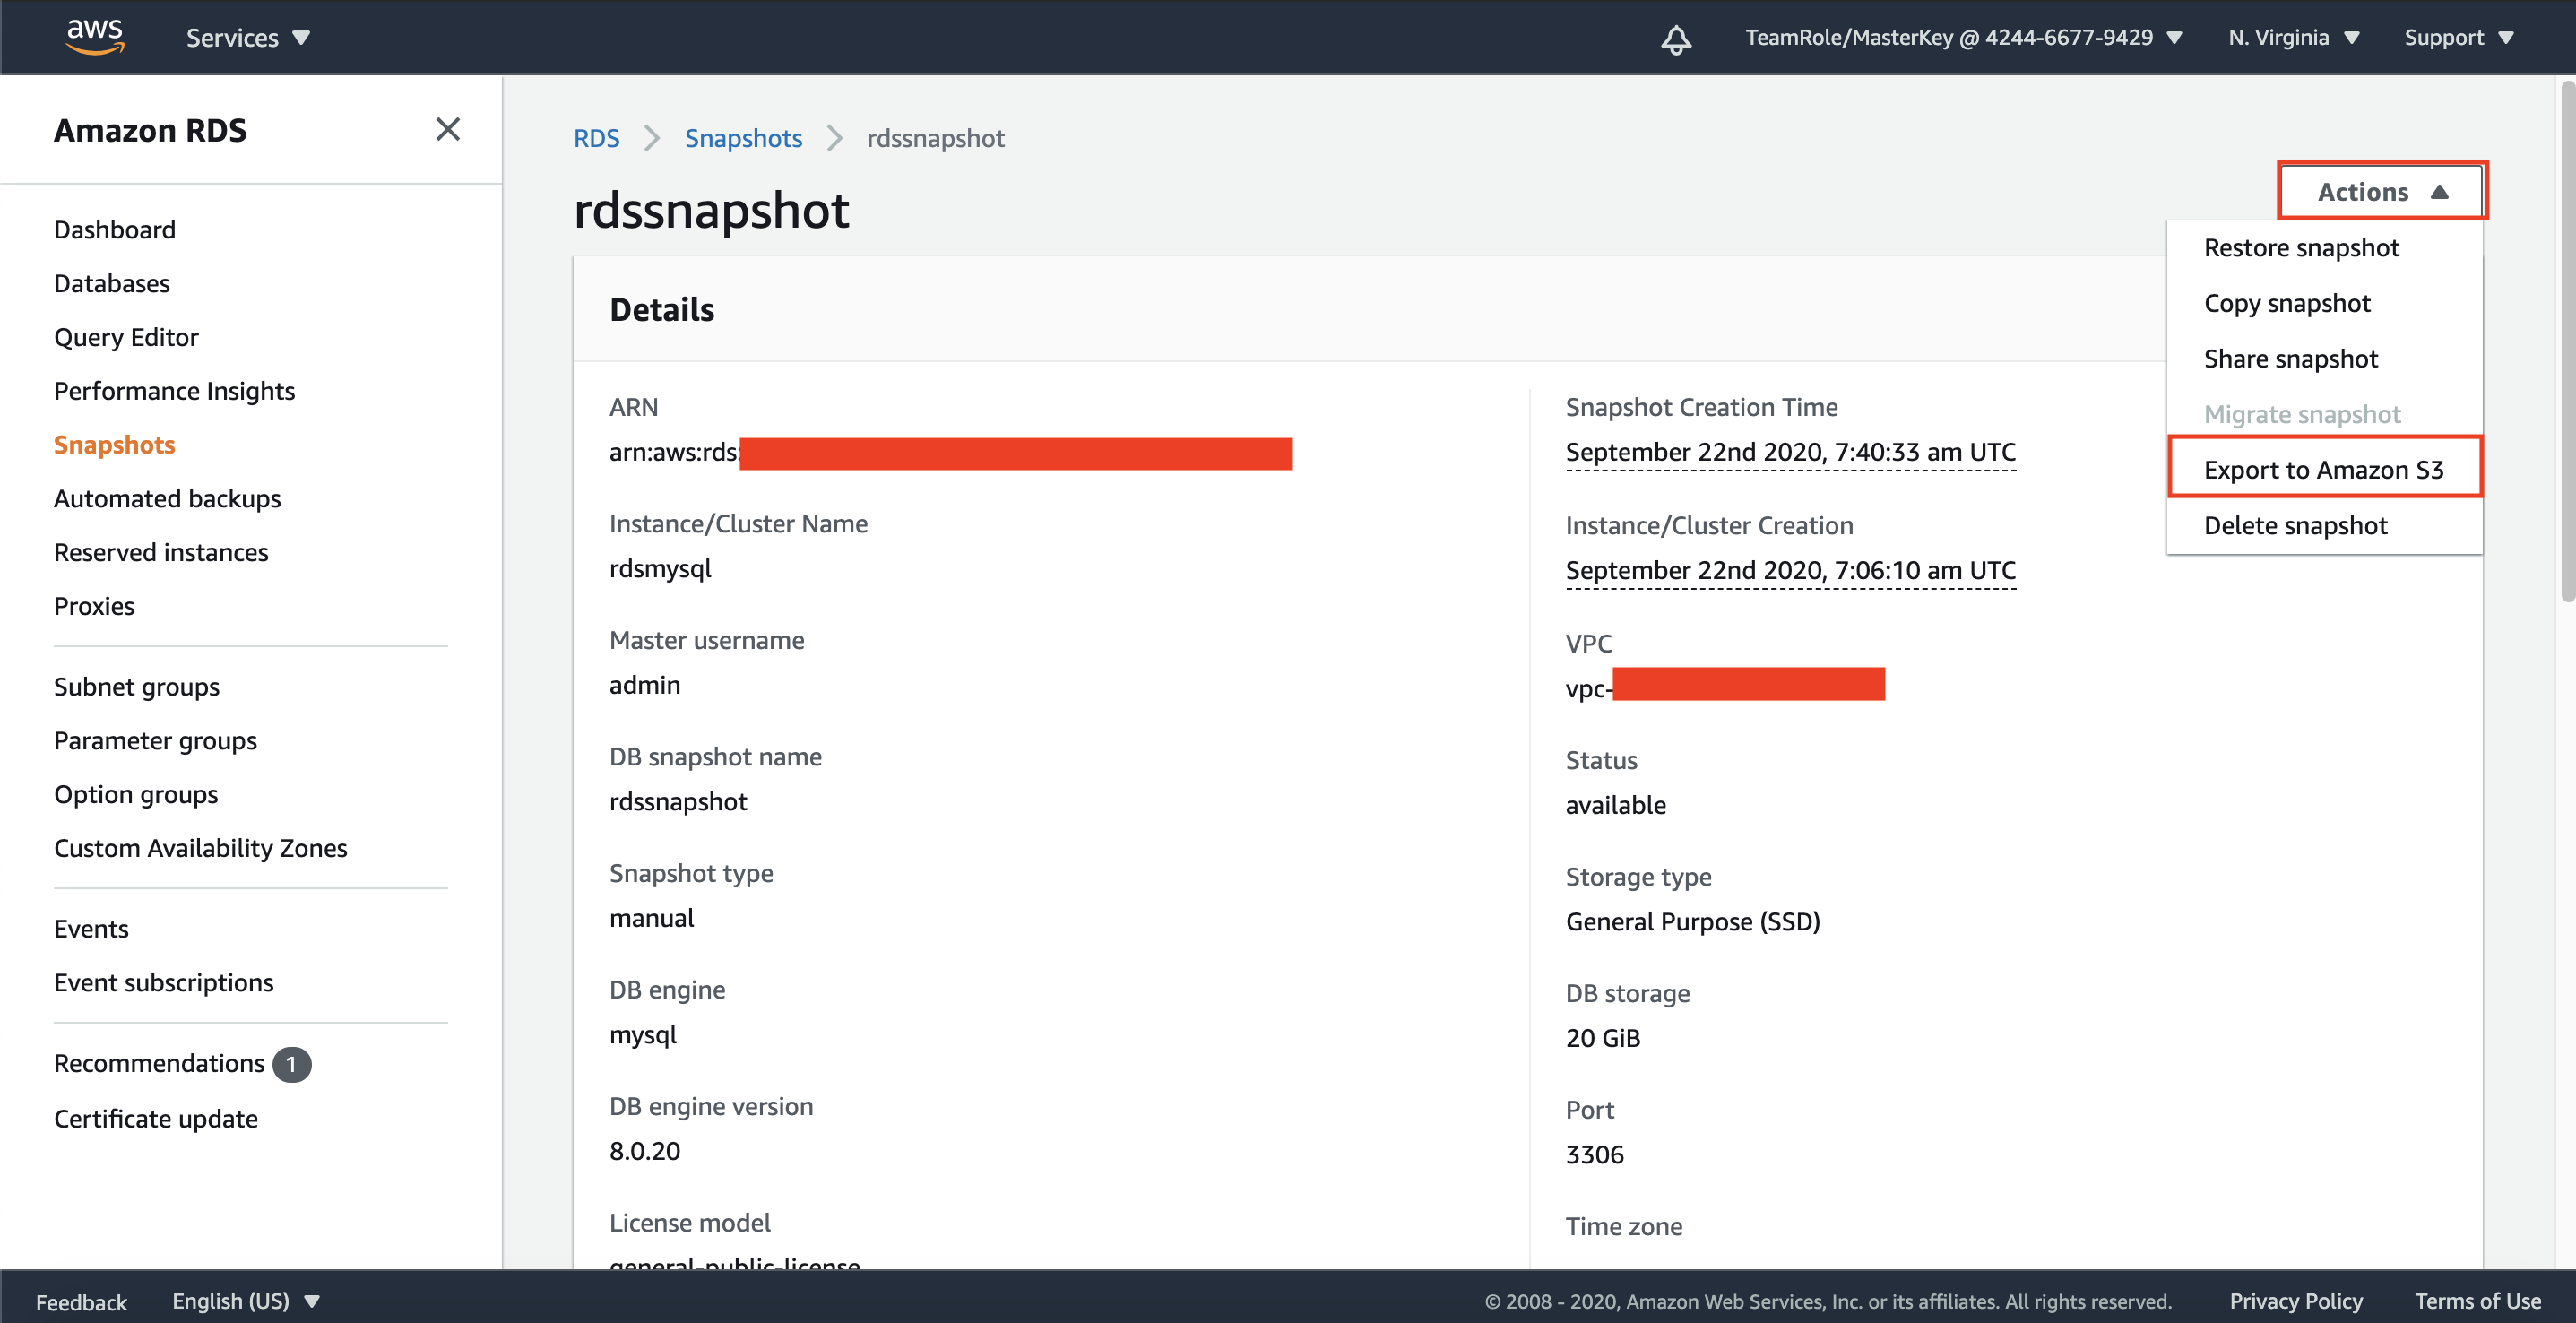 aws
Services
TeamRole/MasterKey @ 4244-6677-9429
N. Virginia
Support
Amazon RDS
Dashboard
Databases
Query Editor
Performance Insights
Snapshots
Automated backups
Reserved instances
Proxies
Subnet groups
Parameter groups
Option groups
Custom Availability Zones
Events
Event subscriptions
Recommendations 1
Certificate update
RDS > Snapshots > rdssnapshot
rdssnapshot
Actions
Restore snapshot
Copy snapshot
Share snapshot
Migrate snapshot
Export to Amazon S3
Delete snapshot
Details
ARN
arn:aws:rds:
Instance/Cluster Name
rdsmysql
Master username
admin
DB snapshot name
rdssnapshot
Snapshot type
manual
DB engine
mysql
DB engine version
8.0.20
License model
general-public-license
Snapshot Creation Time
September 22nd 2020, 7:40:33 am UTC
Instance/Cluster Creation
September 22nd 2020, 7:06:10 am UTC
VPC
vpc-
Status
available
Storage type
General Purpose (SSD)
DB storage
20 GiB
Port
3306
Time zone
Feedback
English (US)
© 2008 - 2020, Amazon Web Services, Inc. or its affiliates. All rights reserved.
Privacy Policy
Terms of Use